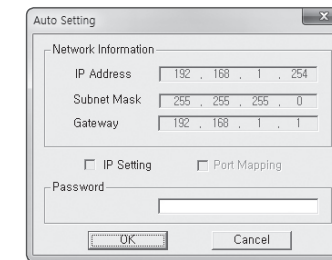 Auto Setting
Network Information
IP Address 192 . 168 . 1 . 254
Subnet Mask 255 . 255 . 255 . 0
Gateway 192 . 168 . 1 . 1
IP Setting Port Mapping
Password
OK Cancel